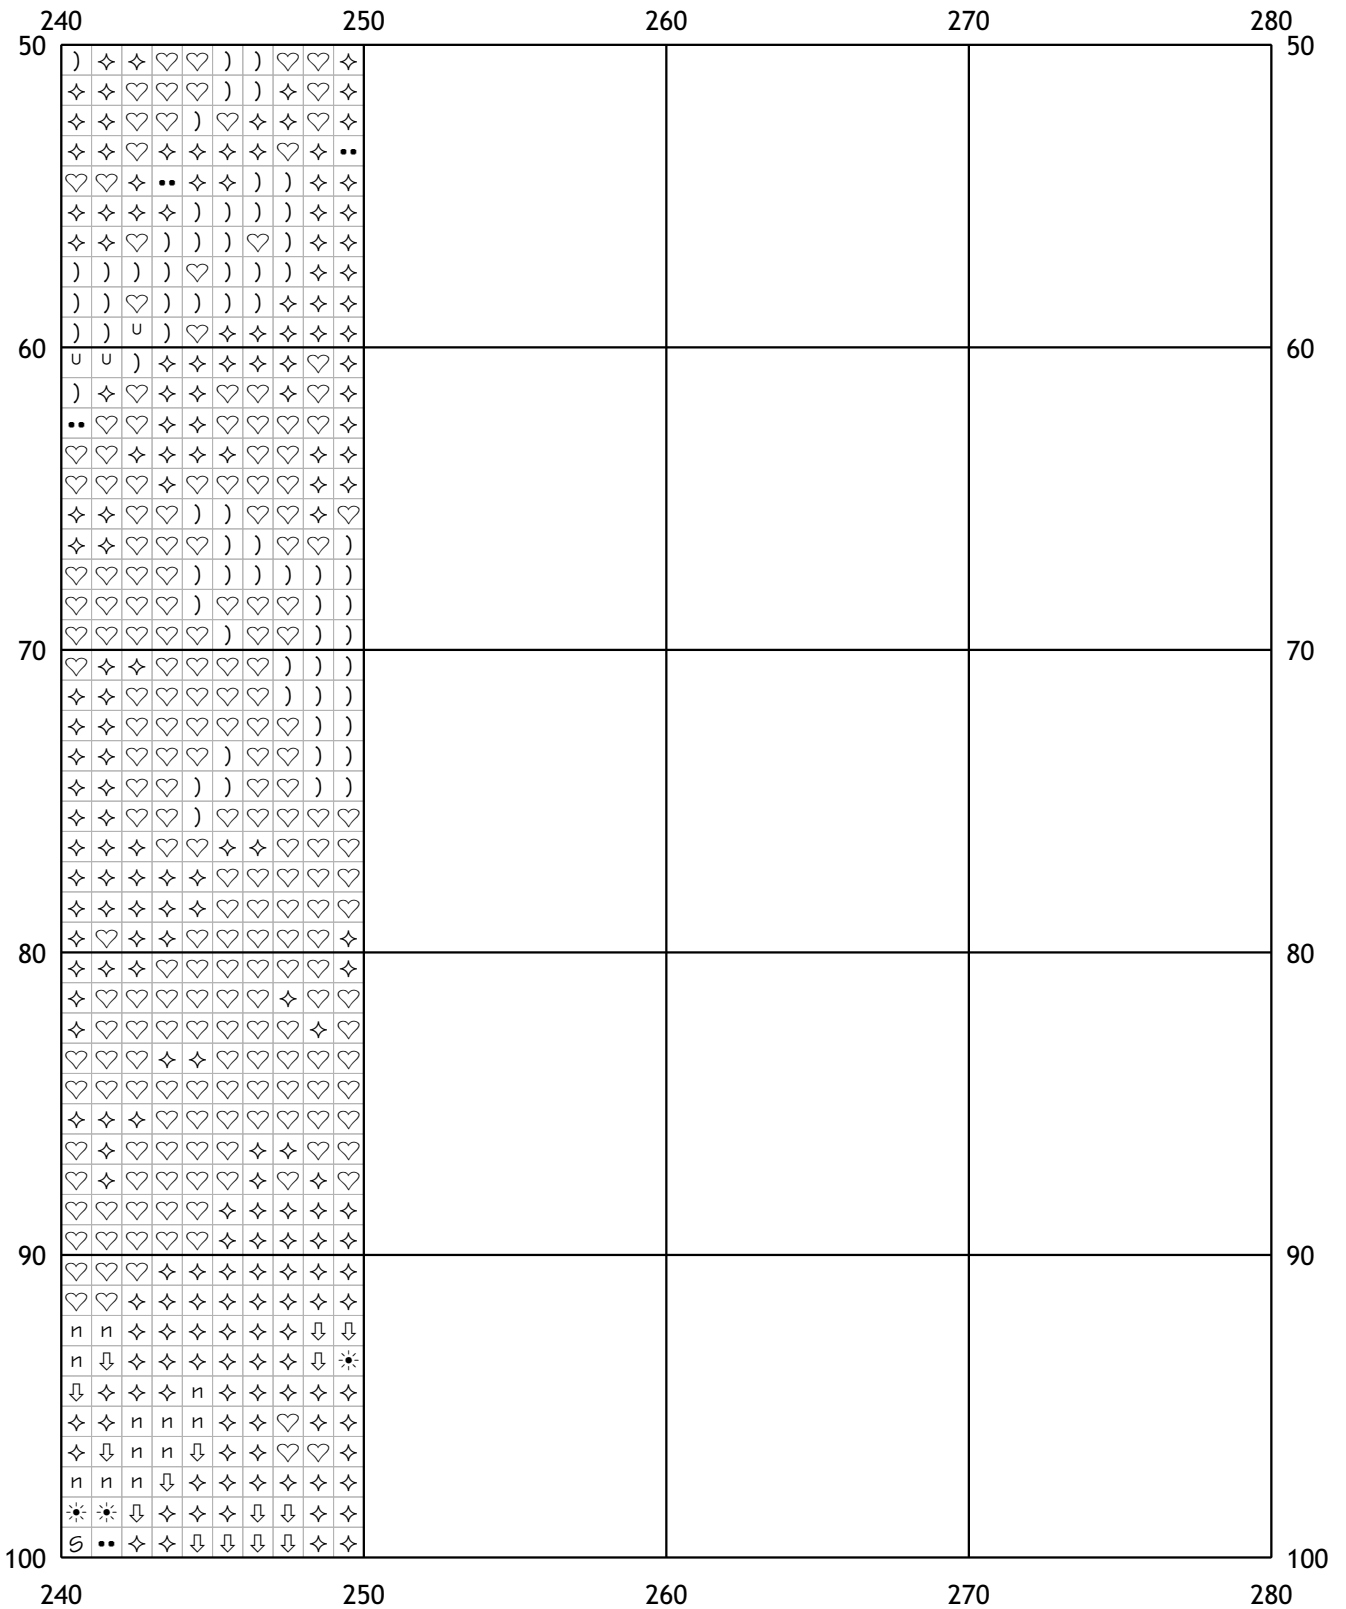 240 250 260 270 280
50 ) ✧ ✧ ♡ ♡ ) ) ♡ ♡ ✧ 50
✧ ✧ ♡ ♡ ♡ ) ) ✧ ♡ ✧
✧ ✧ ♡ ♡ ) ♡ ✧ ✧ ♡ ✧
✧ ✧ ♡ ✧ ✧ ✧ ✧ ♡ ✧ ••
♡ ♡ ✧ •• ✧ ✧ ) ) ✧ ✧
✧ ✧ ✧ ✧ ) ) ) ) ✧ ✧
✧ ✧ ♡ ) ) ) ♡ ) ✧ ✧
) ) ) ) ♡ ) ) ) ✧ ✧
) ) ♡ ) ) ) ) ✧ ✧ ✧
) ) U ) ♡ ✧ ✧ ✧ ✧ ✧
60 U U ) ✧ ✧ ✧ ✧ ✧ ♡ ✧ 60
) ✧ ♡ ✧ ✧ ♡ ♡ ✧ ♡ ✧
•• ♡ ♡ ✧ ✧ ♡ ♡ ♡ ♡ ✧
♡ ♡ ✧ ✧ ✧ ✧ ♡ ♡ ✧ ✧
♡ ♡ ♡ ✧ ♡ ♡ ♡ ♡ ✧ ✧
✧ ✧ ♡ ♡ ) ) ♡ ♡ ✧ ♡
✧ ✧ ♡ ♡ ♡ ) ) ♡ ♡ )
♡ ♡ ♡ ♡ ) ) ) ) ) )
♡ ♡ ♡ ♡ ) ♡ ♡ ♡ ) )
♡ ♡ ♡ ♡ ♡ ) ♡ ♡ ) )
70 ♡ ✧ ✧ ♡ ♡ ♡ ♡ ) ) ) 70
✧ ✧ ♡ ♡ ♡ ♡ ♡ ) ) )
✧ ✧ ♡ ♡ ♡ ♡ ♡ ♡ ) )
✧ ✧ ♡ ♡ ♡ ) ♡ ♡ ) )
✧ ✧ ♡ ♡ ) ) ♡ ♡ ) )
✧ ✧ ♡ ♡ ) ♡ ♡ ♡ ♡ ♡
✧ ✧ ✧ ♡ ♡ ✧ ✧ ♡ ♡ ♡
✧ ✧ ✧ ✧ ✧ ♡ ♡ ♡ ♡ ♡
✧ ✧ ✧ ✧ ✧ ♡ ♡ ♡ ♡ ♡
✧ ♡ ✧ ✧ ♡ ♡ ♡ ♡ ♡ ✧
80 ✧ ✧ ✧ ♡ ♡ ♡ ♡ ♡ ♡ ✧ 80
✧ ♡ ♡ ♡ ♡ ♡ ♡ ✧ ♡ ♡
✧ ♡ ♡ ♡ ♡ ♡ ♡ ♡ ✧ ♡
♡ ♡ ♡ ✧ ✧ ♡ ♡ ♡ ♡ ♡
♡ ♡ ♡ ♡ ♡ ♡ ♡ ♡ ♡ ♡
✧ ✧ ✧ ♡ ♡ ♡ ♡ ♡ ♡ ♡
♡ ✧ ♡ ♡ ♡ ♡ ✧ ✧ ♡ ♡
♡ ✧ ♡ ♡ ♡ ♡ ✧ ♡ ✧ ♡
♡ ♡ ♡ ♡ ♡ ✧ ✧ ✧ ✧ ✧
♡ ♡ ♡ ♡ ♡ ✧ ✧ ✧ ✧ ✧
90 ♡ ♡ ♡ ✧ ✧ ✧ ✧ ✧ ✧ ✧ 90
♡ ♡ ✧ ✧ ✧ ✧ ✧ ✧ ✧ ✧
n n ✧ ✧ ✧ ✧ ✧ ✧ ⇩ ⇩
n ⇩ ✧ ✧ ✧ ✧ ✧ ✧ ⇩ ☀
⇩ ✧ ✧ ✧ n ✧ ✧ ✧ ✧ ✧
✧ ✧ n n n ✧ ✧ ♡ ✧ ✧
✧ ⇩ n n ⇩ ✧ ✧ ♡ ♡ ✧
n n n ⇩ ✧ ✧ ✧ ✧ ✧ ✧
☀ ☀ ⇩ ✧ ✧ ✧ ⇩ ⇩ ✧ ✧
S •• ✧ ✧ ⇩ ⇩ ⇩ ⇩ ✧ ✧
100 100
240 250 260 270 280